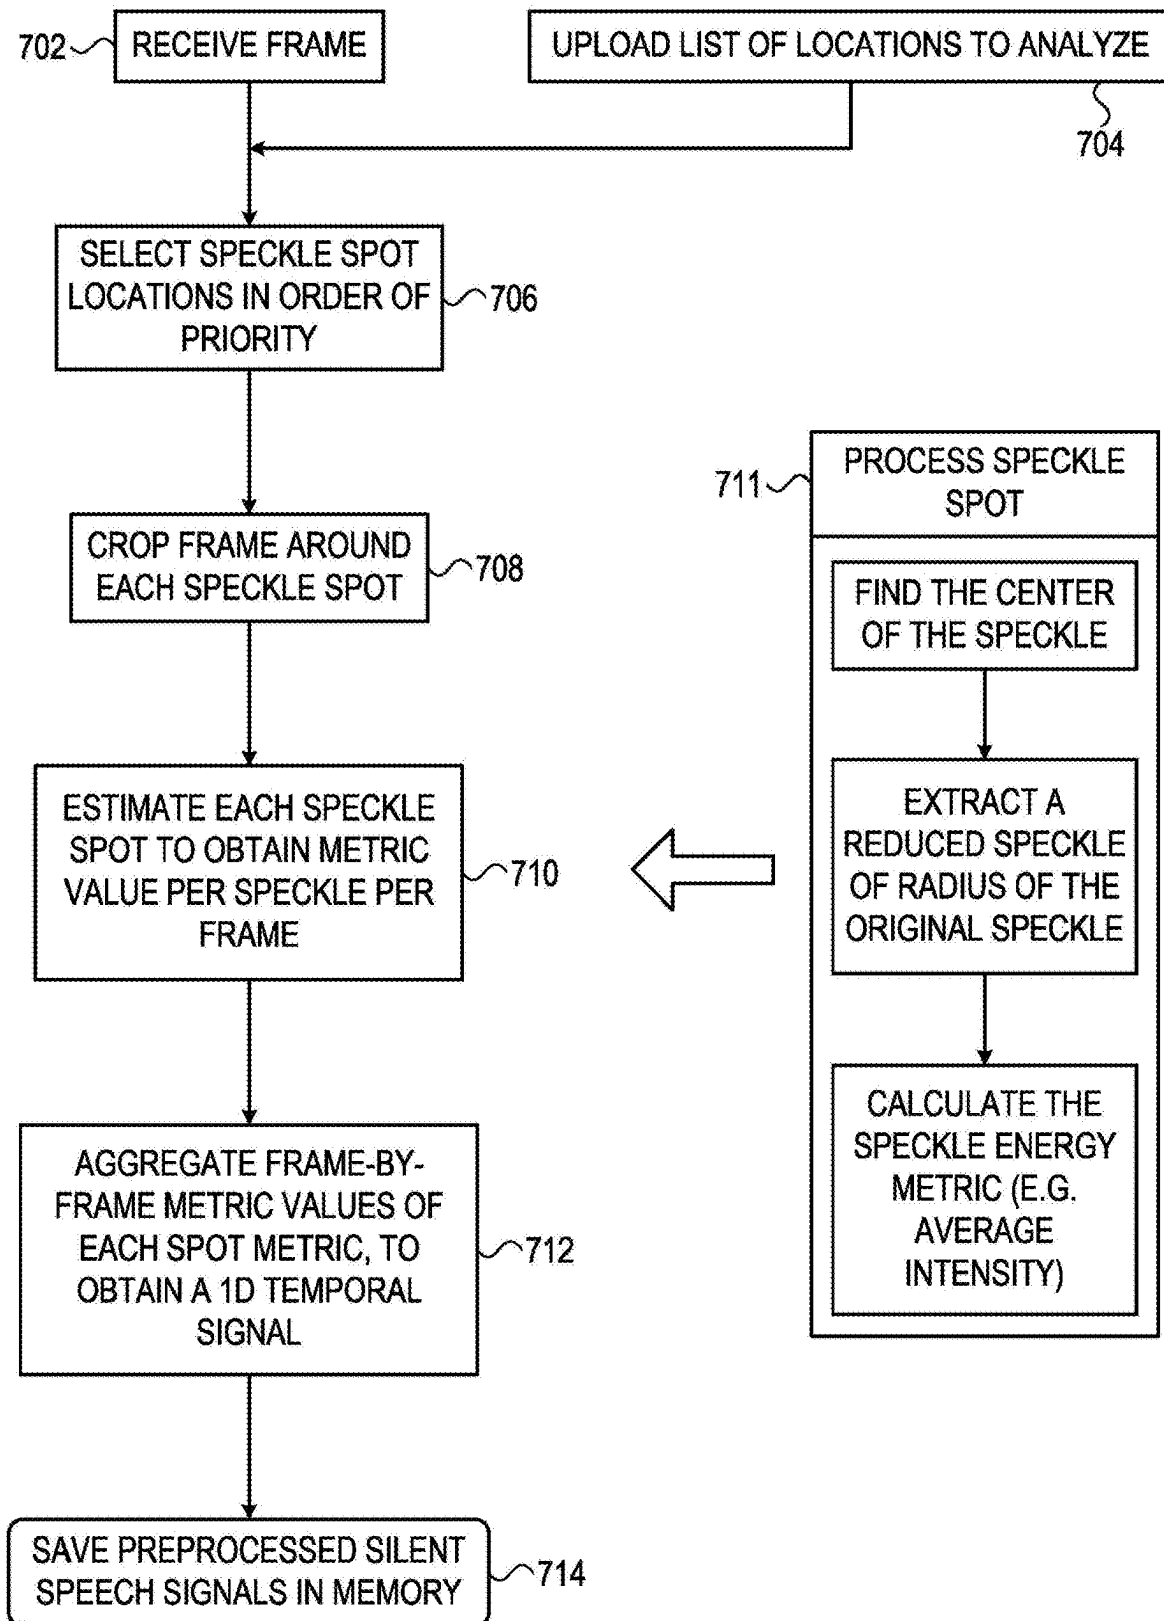 702
RECEIVE FRAME
UPLOAD LIST OF LOCATIONS TO ANALYZE
704
SELECT SPECKLE SPOT
LOCATIONS IN ORDER OF
PRIORITY
706
CROP FRAME AROUND
EACH SPECKLE SPOT
708
ESTIMATE EACH SPECKLE
SPOT TO OBTAIN METRIC
VALUE PER SPECKLE PER
FRAME
710
711
PROCESS SPECKLE
SPOT
FIND THE CENTER
OF THE SPECKLE
EXTRACT A
REDUCED SPECKLE
OF RADIUS OF THE
ORIGINAL SPECKLE
CALCULATE THE
SPECKLE ENERGY
METRIC (E.G.
AVERAGE
INTENSITY)
AGGREGATE FRAME-BY-
FRAME METRIC VALUES OF
EACH SPOT METRIC, TO
OBTAIN A 1D TEMPORAL
SIGNAL
712
SAVE PREPROCESSED SILENT
SPEECH SIGNALS IN MEMORY
714